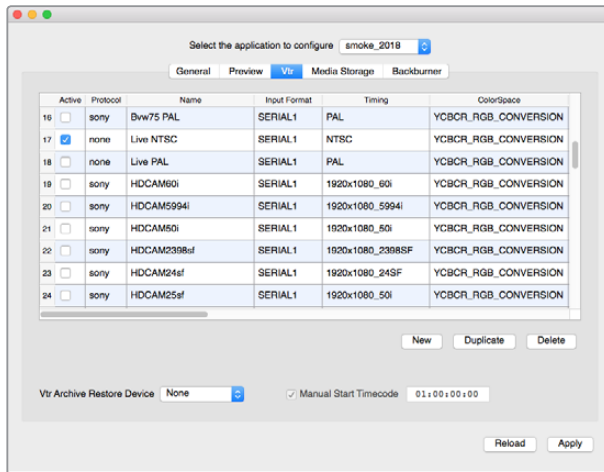 Select the application to configure smoke_2018
General Preview Vtr Media Storage Backburner
Active Protocol Name Input Format Timing ColorSpace
16 sony Bvw75 PAL SERIAL1 PAL YCBCR_RGB_CONVERSION
17 none Live NTSC SERIAL1 NTSC YCBCR_RGB_CONVERSION
18 none Live PAL SERIAL1 PAL YCBCR_RGB_CONVERSION
19 sony HDCAM60i SERIAL1 1920x1080_60i YCBCR_RGB_CONVERSION
20 sony HDCAM5994i SERIAL1 1920x1080_5994i YCBCR_RGB_CONVERSION
21 sony HDCAM50i SERIAL1 1920x1080_50i YCBCR_RGB_CONVERSION
22 sony HDCAM2398sf SERIAL1 1920x1080_2398SF YCBCR_RGB_CONVERSION
23 sony HDCAM24sf SERIAL1 1920x1080_24SF YCBCR_RGB_CONVERSION
24 sony HDCAM25sf SERIAL1 1920x1080_50i YCBCR_RGB_CONVERSION
New Duplicate Delete
Vtr Archive Restore Device None Manual Start Timecode 01:00:00:00
Reload Apply